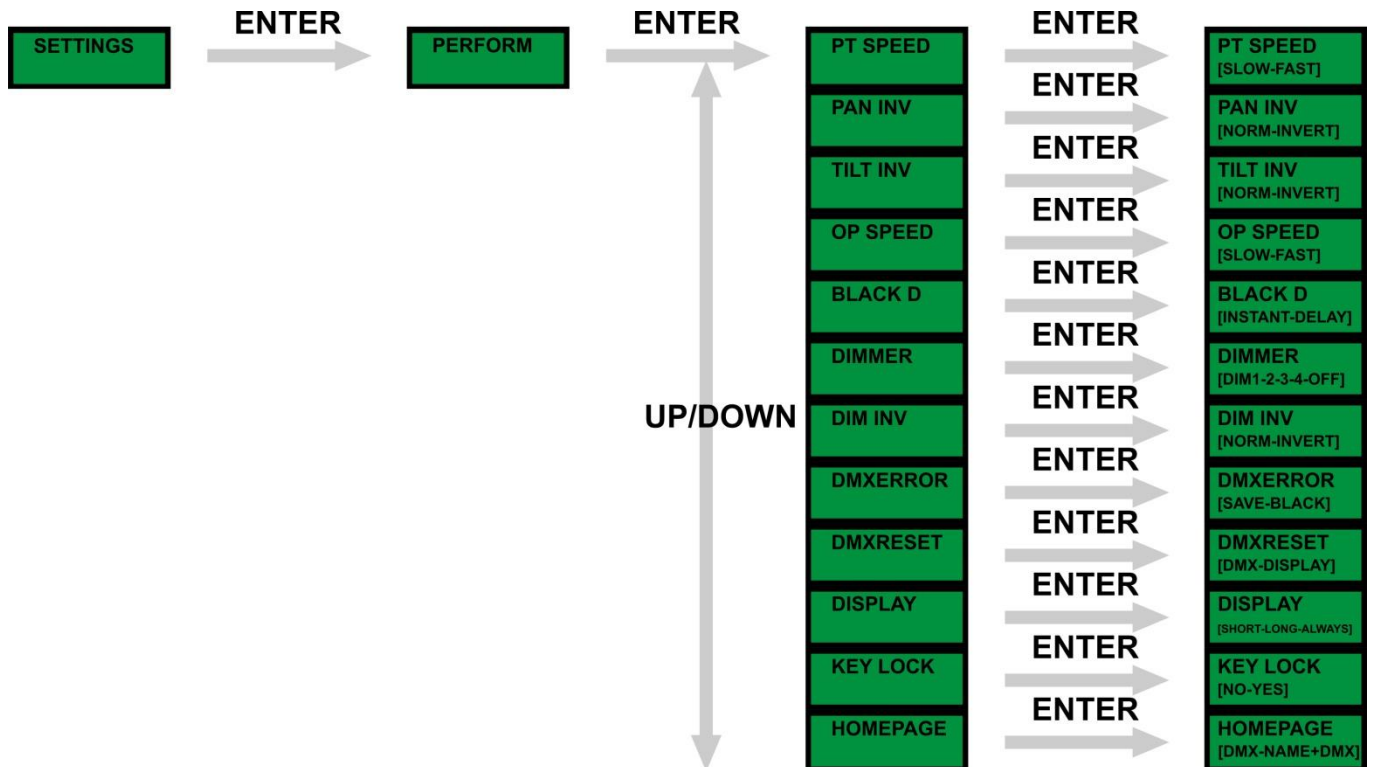 ENTER
ENTER
ENTER
SETTINGS
PERFORM
PT SPEED
PT SPEED
[SLOW-FAST]
ENTER
PAN INV
PAN INV
[NORM-INVERT]
ENTER
TILT INV
TILT INV
[NORM-INVERT]
ENTER
OP SPEED
OP SPEED
[SLOW-FAST]
ENTER
BLACK D
BLACK D
[INSTANT-DELAY]
ENTER
DIMMER
DIMMER
[DIM1-2-3-4-OFF]
ENTER
UP/DOWN
DIM INV
DIM INV
[NORM-INVERT]
ENTER
DMXERROR
DMXERROR
[SAVE-BLACK]
ENTER
DMXRESET
DMXRESET
[DMX-DISPLAY]
ENTER
DISPLAY
DISPLAY
[SHORT-LONG-ALWAYS]
ENTER
KEY LOCK
KEY LOCK
[NO-YES]
ENTER
HOMEPAGE
HOMEPAGE
[DMX-NAME+DMX]